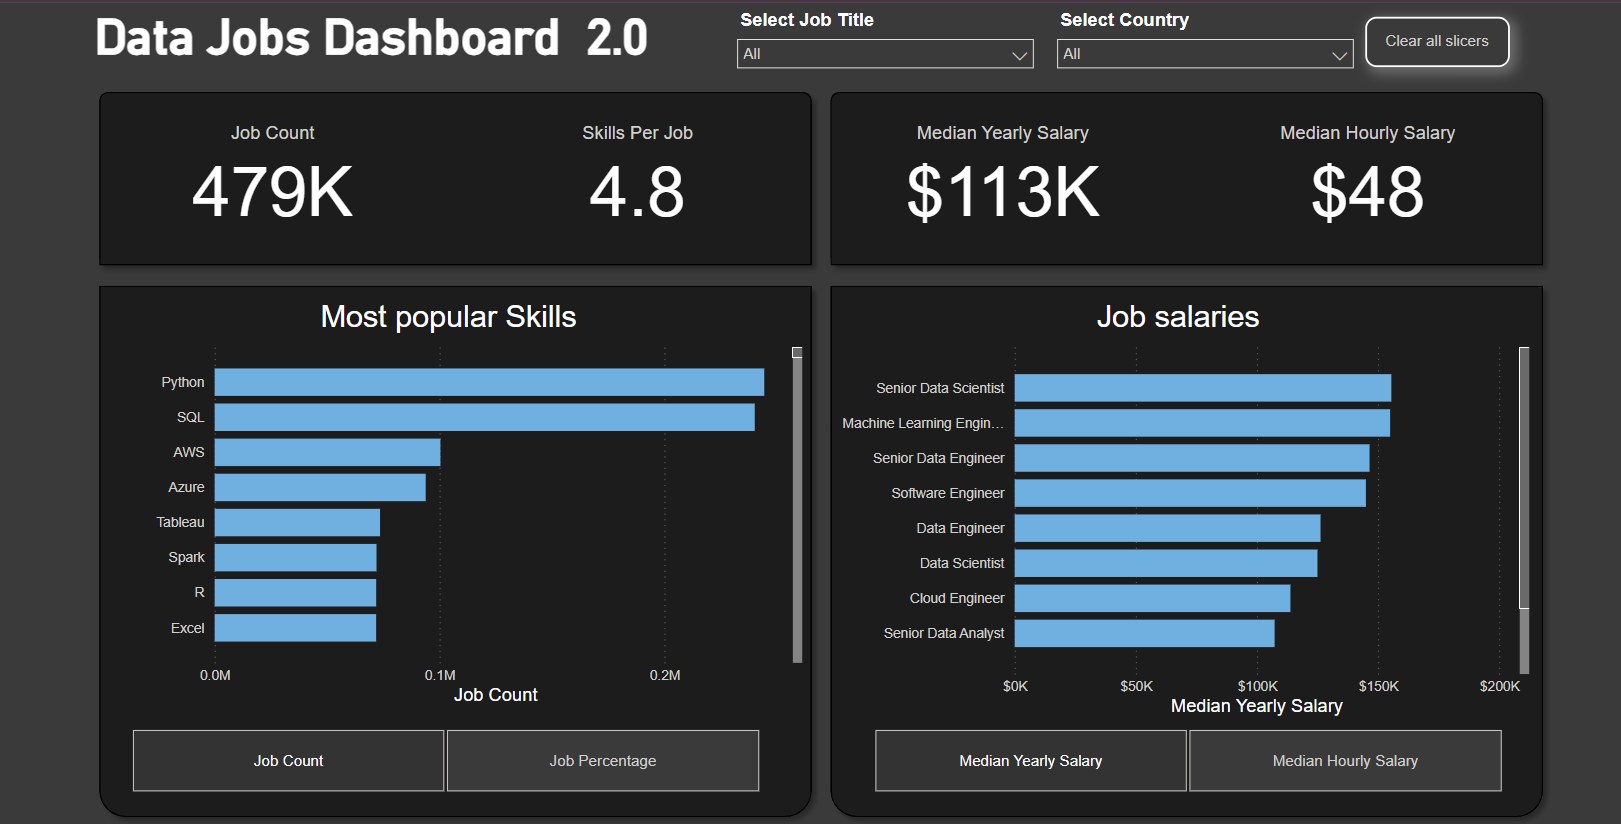 Data Jobs Dashboard 2.0
Select Job Title
All
Select Country
All
Clear all slicers
Job Count
479K
Skills Per Job
4.8
Median Yearly Salary
$113K
Median Hourly Salary
$48
Most popular Skills
Python
SQL
AWS
Azure
Tableau
Spark
R
Excel
0.0M 0.1M 0.2M
Job Count
Job Count
Job Percentage
Job salaries
Senior Data Scientist
Machine Learning Engin...
Senior Data Engineer
Software Engineer
Data Engineer
Data Scientist
Cloud Engineer
Senior Data Analyst
$0K $50K $100K $150K $200K
Median Yearly Salary
Median Yearly Salary
Median Hourly Salary